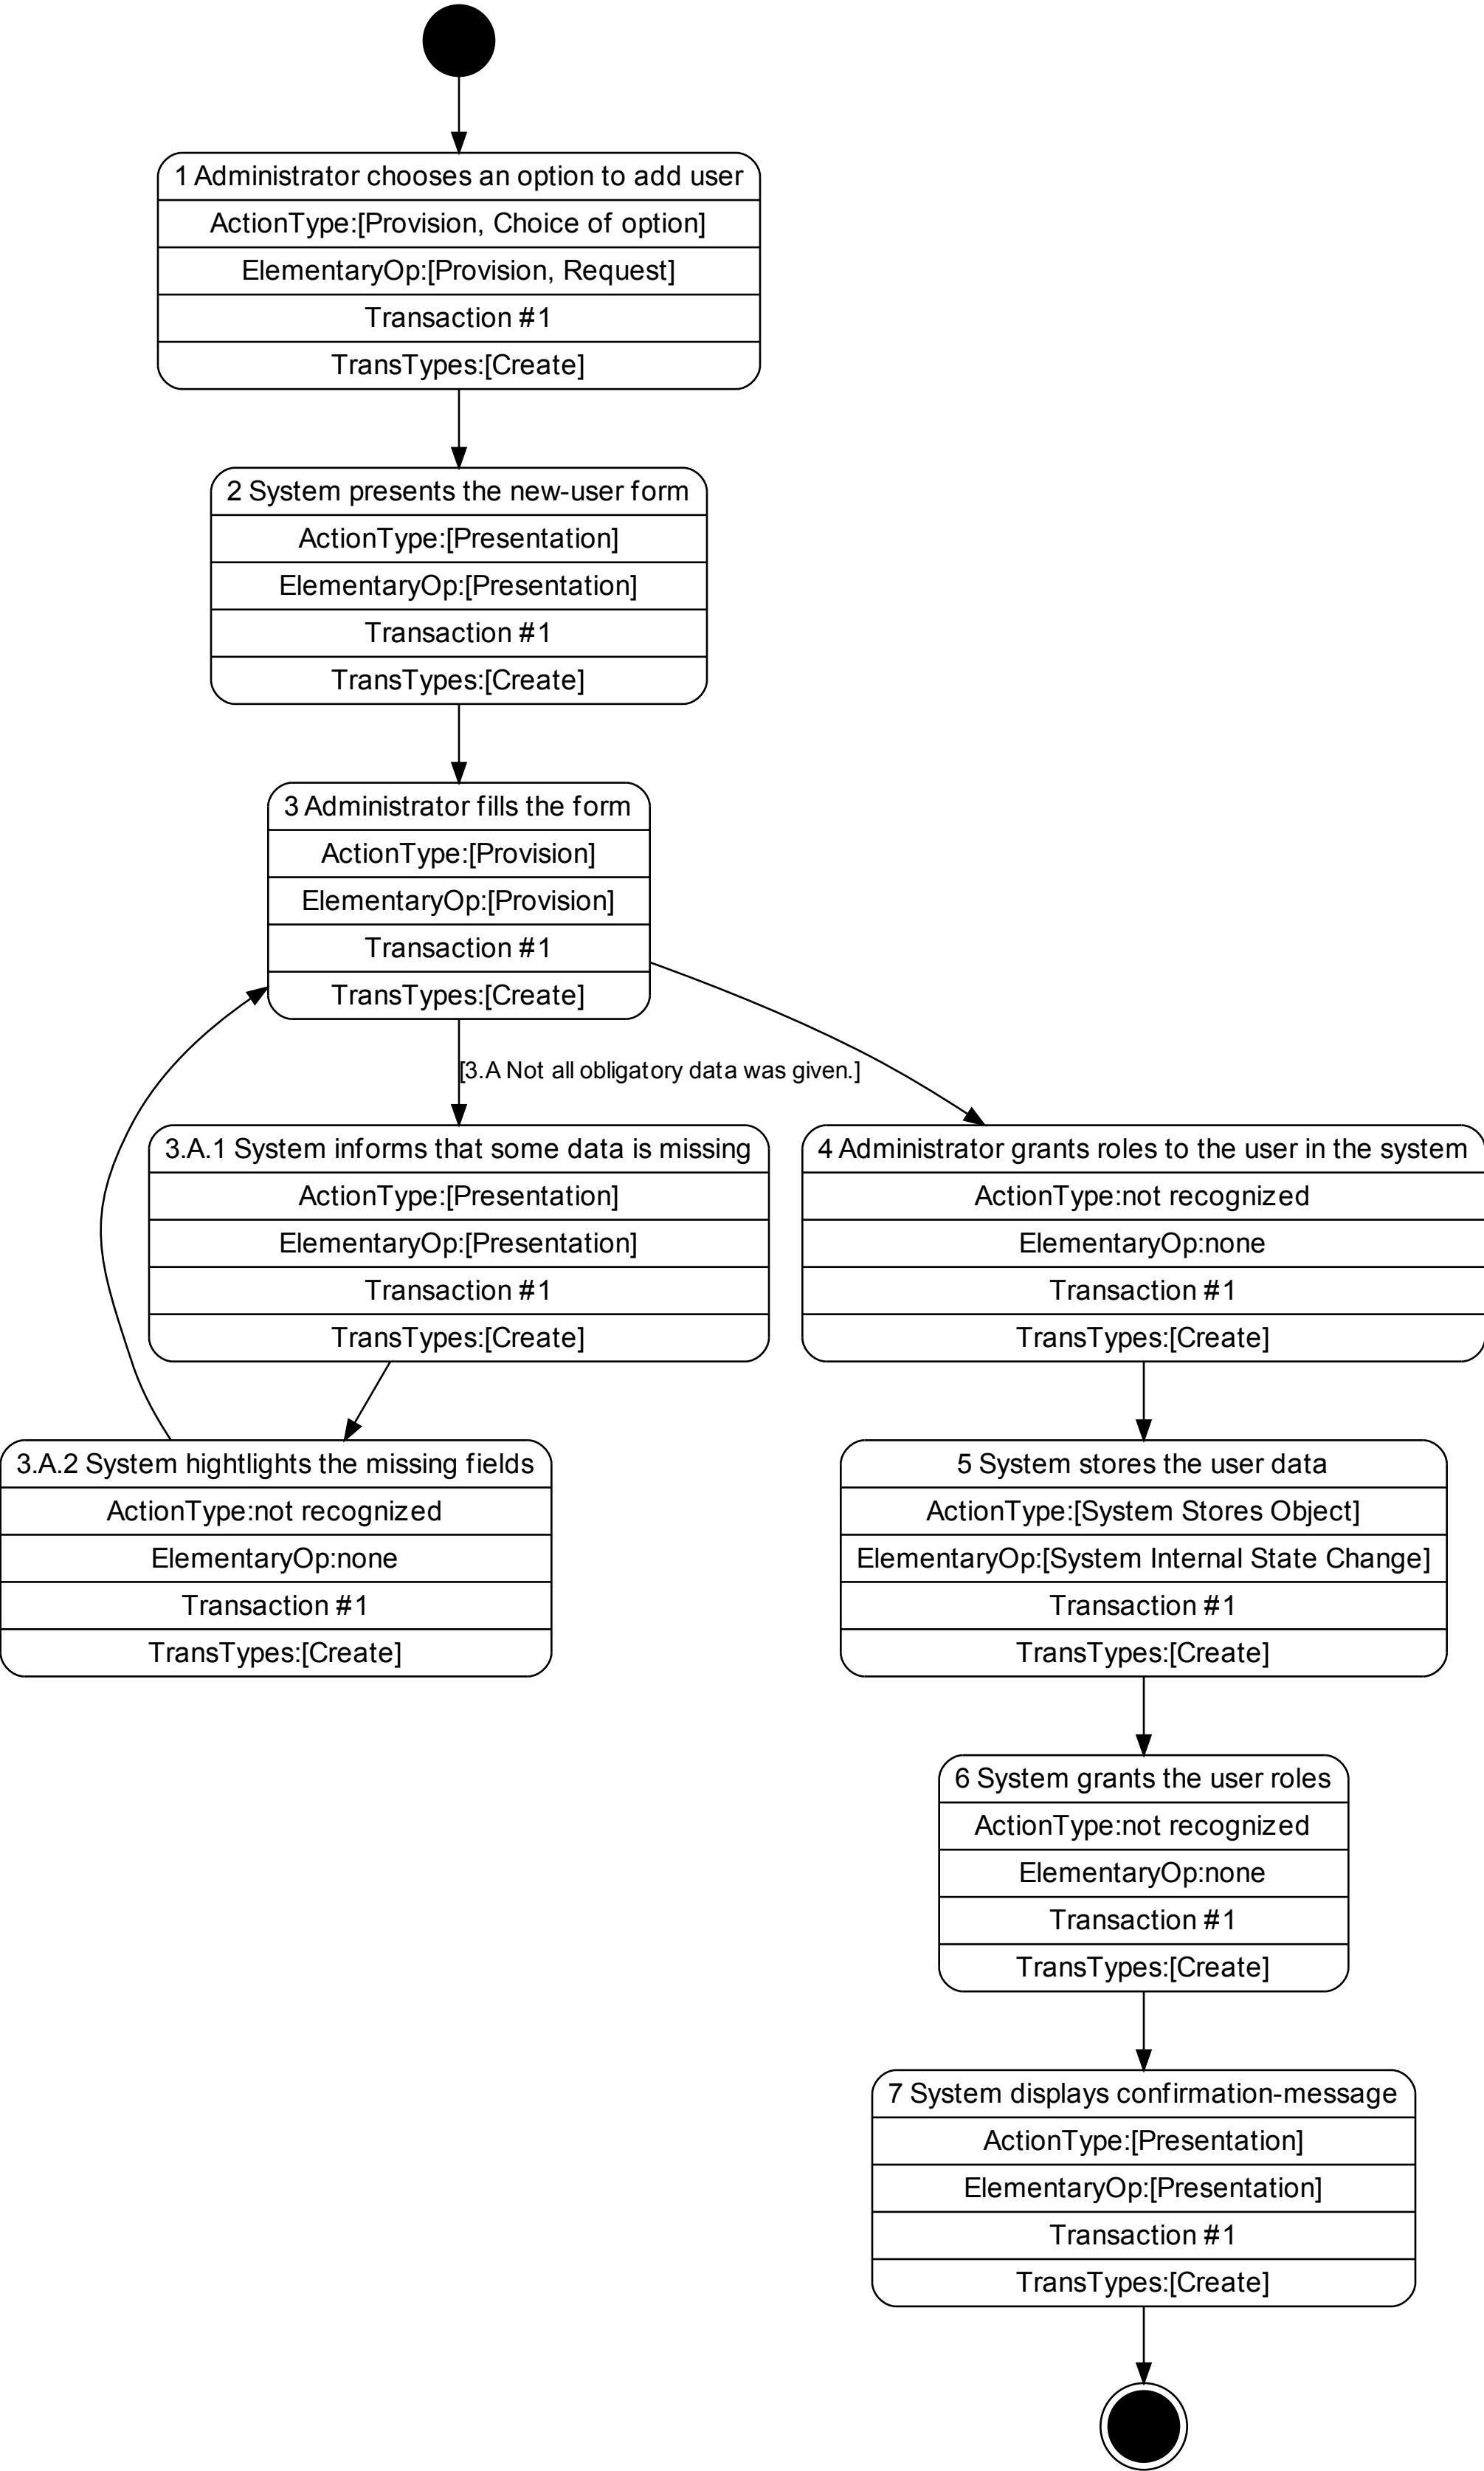 1 Administrator chooses an option to add user
ActionType:[Provision, Choice of option]
ElementaryOp:[Provision, Request]
Transaction #1
TransTypes:[Create]
2 System presents the new-user form
ActionType:[Presentation]
ElementaryOp:[Presentation]
Transaction #1
TransTypes:[Create]
3 Administrator fills the form
ActionType:[Provision]
ElementaryOp:[Provision]
Transaction #1
TransTypes:[Create]
[3.A Not all obligatory data was given.]
3.A.1 System informs that some data is missing
ActionType:[Presentation]
ElementaryOp:[Presentation]
Transaction #1
TransTypes:[Create]
4 Administrator grants roles to the user in the system
ActionType:not recognized
ElementaryOp:none
Transaction #1
TransTypes:[Create]
3.A.2 System hightlights the missing fields
ActionType:not recognized
ElementaryOp:none
Transaction #1
TransTypes:[Create]
5 System stores the user data
ActionType:[System Stores Object]
ElementaryOp:[System Internal State Change]
Transaction #1
TransTypes:[Create]
6 System grants the user roles
ActionType:not recognized
ElementaryOp:none
Transaction #1
TransTypes:[Create]
7 System displays confirmation-message
ActionType:[Presentation]
ElementaryOp:[Presentation]
Transaction #1
TransTypes:[Create]